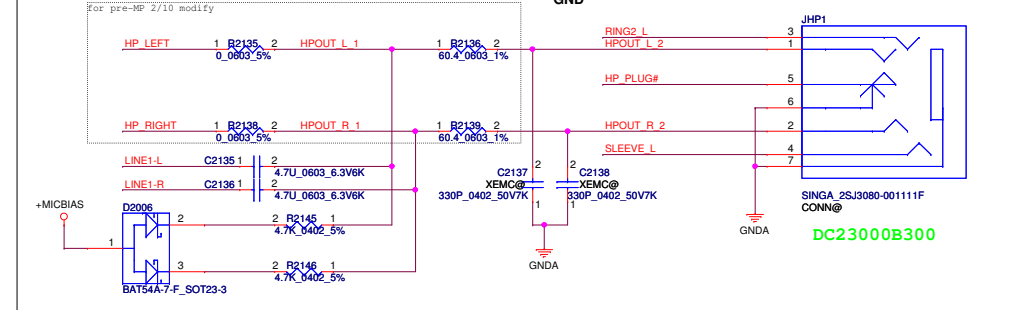 GND
for pre-MP 2/10 modify
JHP1
HP_LEFT 1 R2135 2 HPOUT_L_1 1 R2136 2
0_0603_5% 60.4_0603_1%
RING2_L 3
HPOUT_L_2 1
HP_PLUG# 5
6
HP_RIGHT 1 R2138 2 HPOUT_R_1 1 R2139 2 HPOUT_R_2 2
0_0603_5% 60.4_0603_1%
SLEEVE_L 4
7
LINE1-L C2135 1 2
4.7U_0603_6.3V6K
LINE1-R C2136 1 2
4.7U_0603_6.3V6K
2 2
C2137 C2138
XEMC@ XEMC@
330P_0402_50V7K 330P_0402_50V7K
1 1
SINGA_2SJ3080-001111F
CONN@
+MICBIAS
D2006
2 2 R2145 1
4.7K_0402_5%
1
GNDA
DC23000B300
GNDA
3 2 R2146 1
4.7K_0402_5%
BAT54A-7-F_SOT23-3